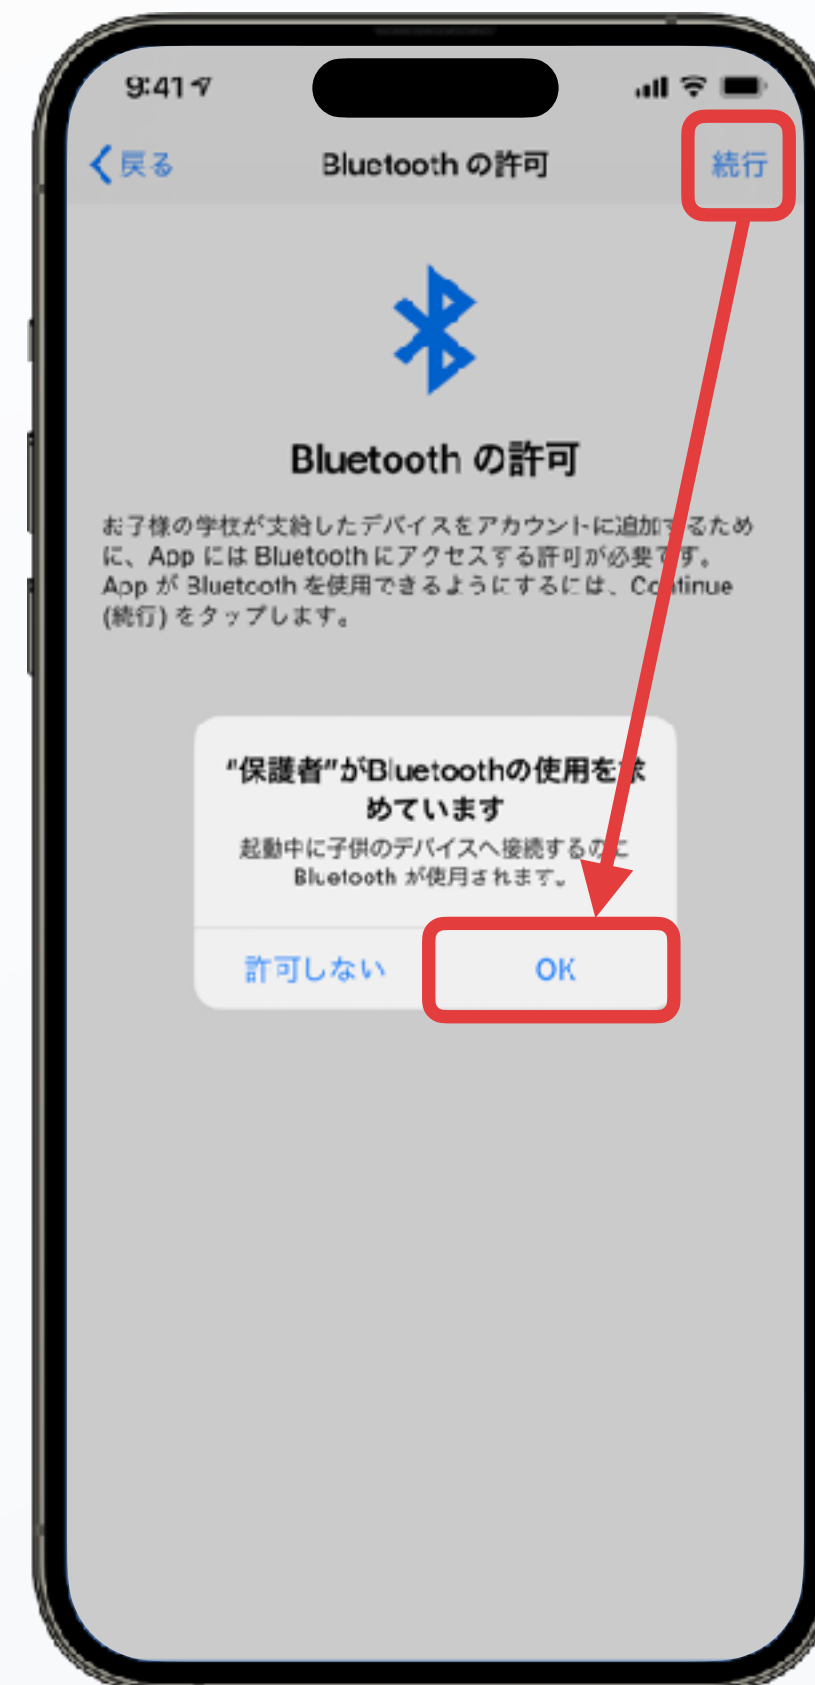 9:41
戻る
Bluetooth の許可
続行
Bluetooth の許可
お子様の学校が支給したデバイスをアカウントに追加するため
に、App には Bluetooth にアクセスする許可が必要です。
App が Bluetooth を使用できるようにするには、Continue
(続行) をタップします。
“保護者”がBluetoothの使用を求
めています
起動中に子供のデバイスへ接続するのに
Bluetooth が使用されます。
許可しない
OK